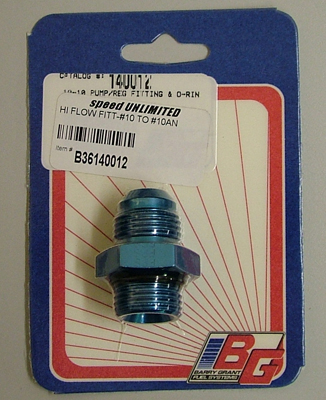 CATALOG #: 140012
10-10 PUMP/REG FITTING & O-RIN
speed UNLIMITED
HI FLOW FITT-#10 TO #10AN
Item # B36140012
BG
BARRY GRANT
FUEL SYSTEMS